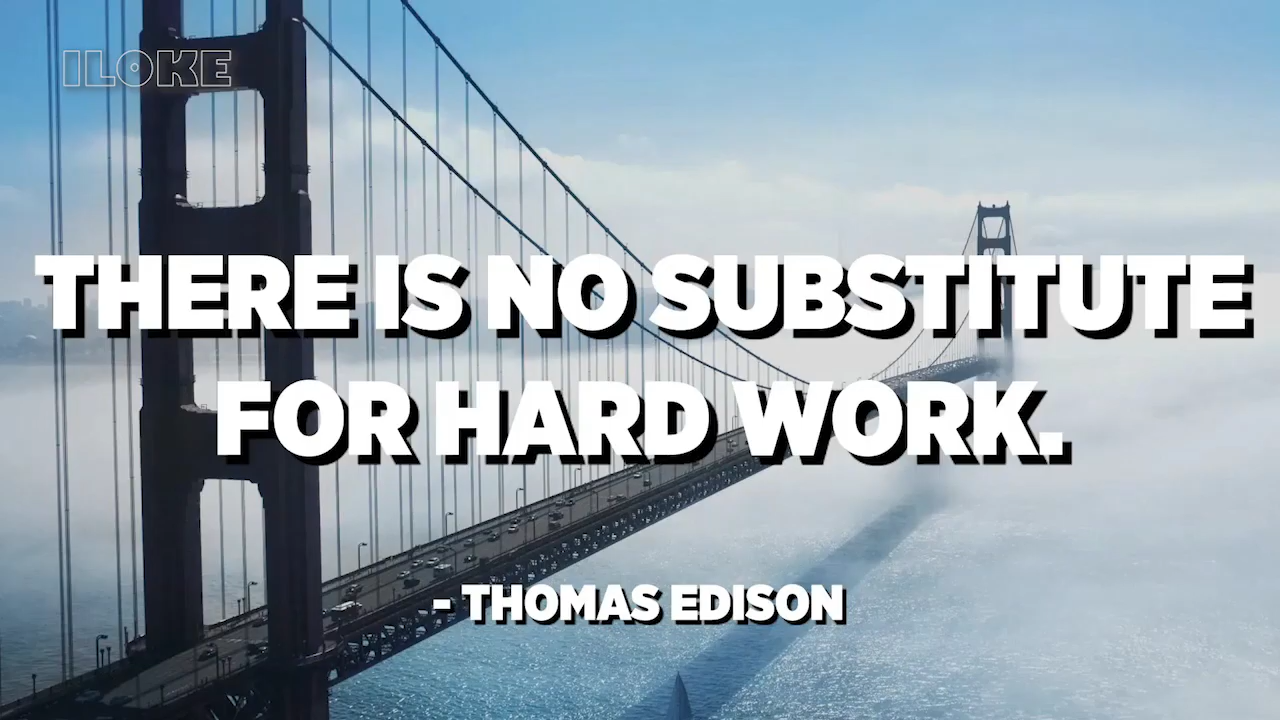 ILOKE
THERE IS NO SUBSTITUTE
FOR HARD WORK.
- THOMAS EDISON